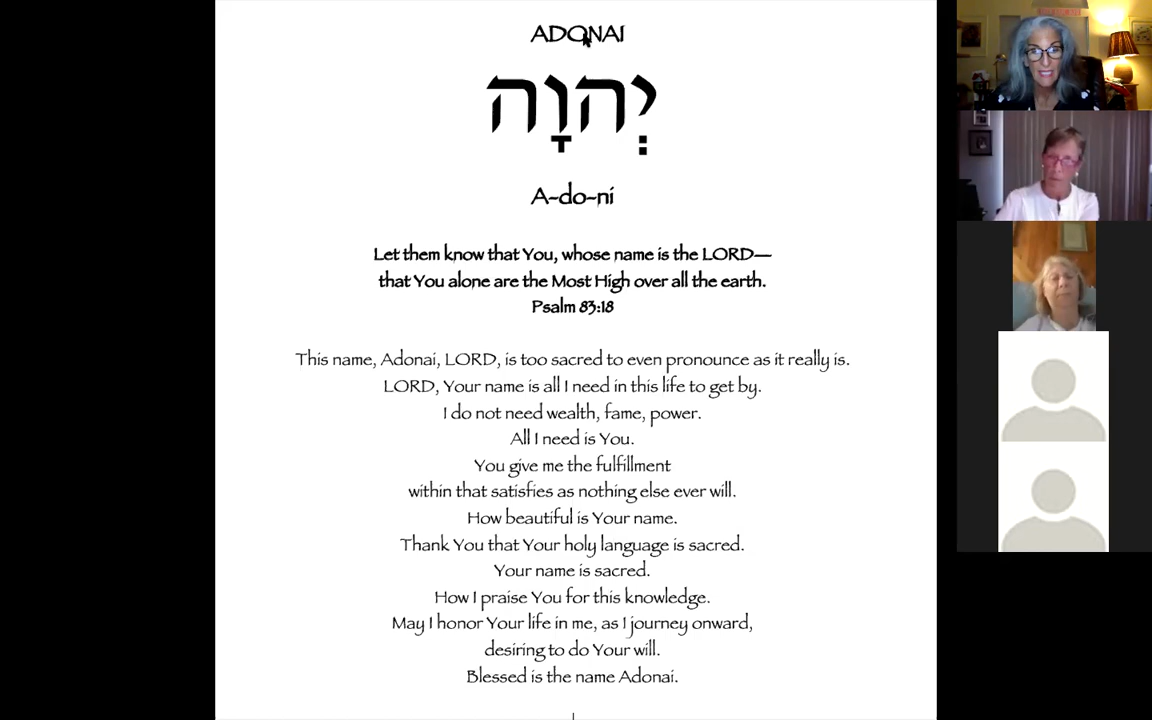 ADONAI
יְהוָה
A-do-ni
Let them know that You, whose name is the LORD—
that You alone are the Most High over all the earth.
Psalm 83:18
This name, Adonai, LORD, is too sacred to even pronounce as it really is.
LORD, Your name is all I need in this life to get by.
I do not need wealth, fame, power.
All I need is You.
You give me the fulfillment
within that satisfies as nothing else ever will.
How beautiful is Your name.
Thank You that Your holy language is sacred.
Your name is sacred.
How I praise You for this knowledge.
May I honor Your life in me, as I journey onward,
desiring to do Your will.
Blessed is the name Adonai.